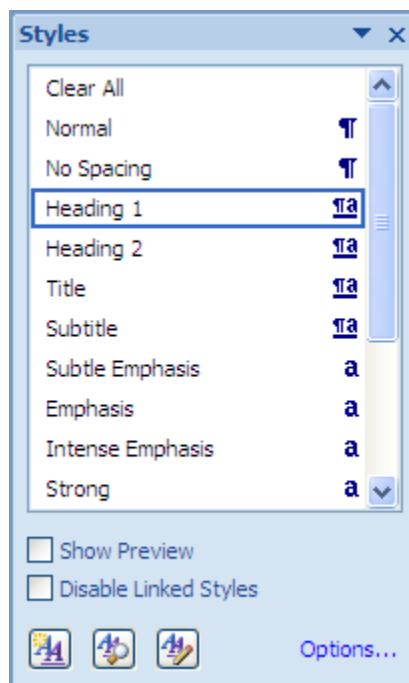 Styles
Clear All
Normal ¶
No Spacing ¶
Heading 1 ¶a
Heading 2 ¶a
Title ¶a
Subtitle ¶a
Subtle Emphasis a
Emphasis a
Intense Emphasis a
Strong a
Show Preview
Disable Linked Styles
Options...